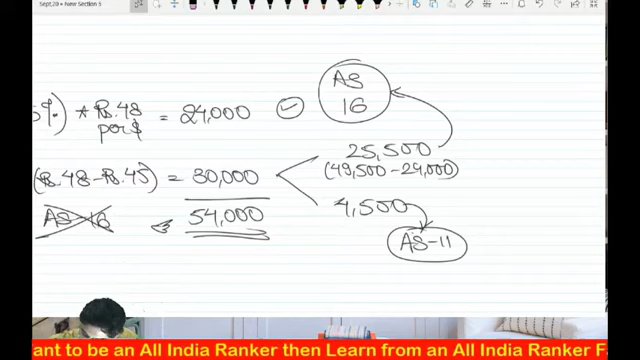 Sept,20 + New Section 5
AS
16
5%) * Rs.48 = 24,000
per $
25,500
(49,500 - 24,000)
(Rs.48 - Rs.45) = 30,000
4,500
AS-16 54,000
AS-11
ant to be an All India Ranker then Learn from an All India Ranker F